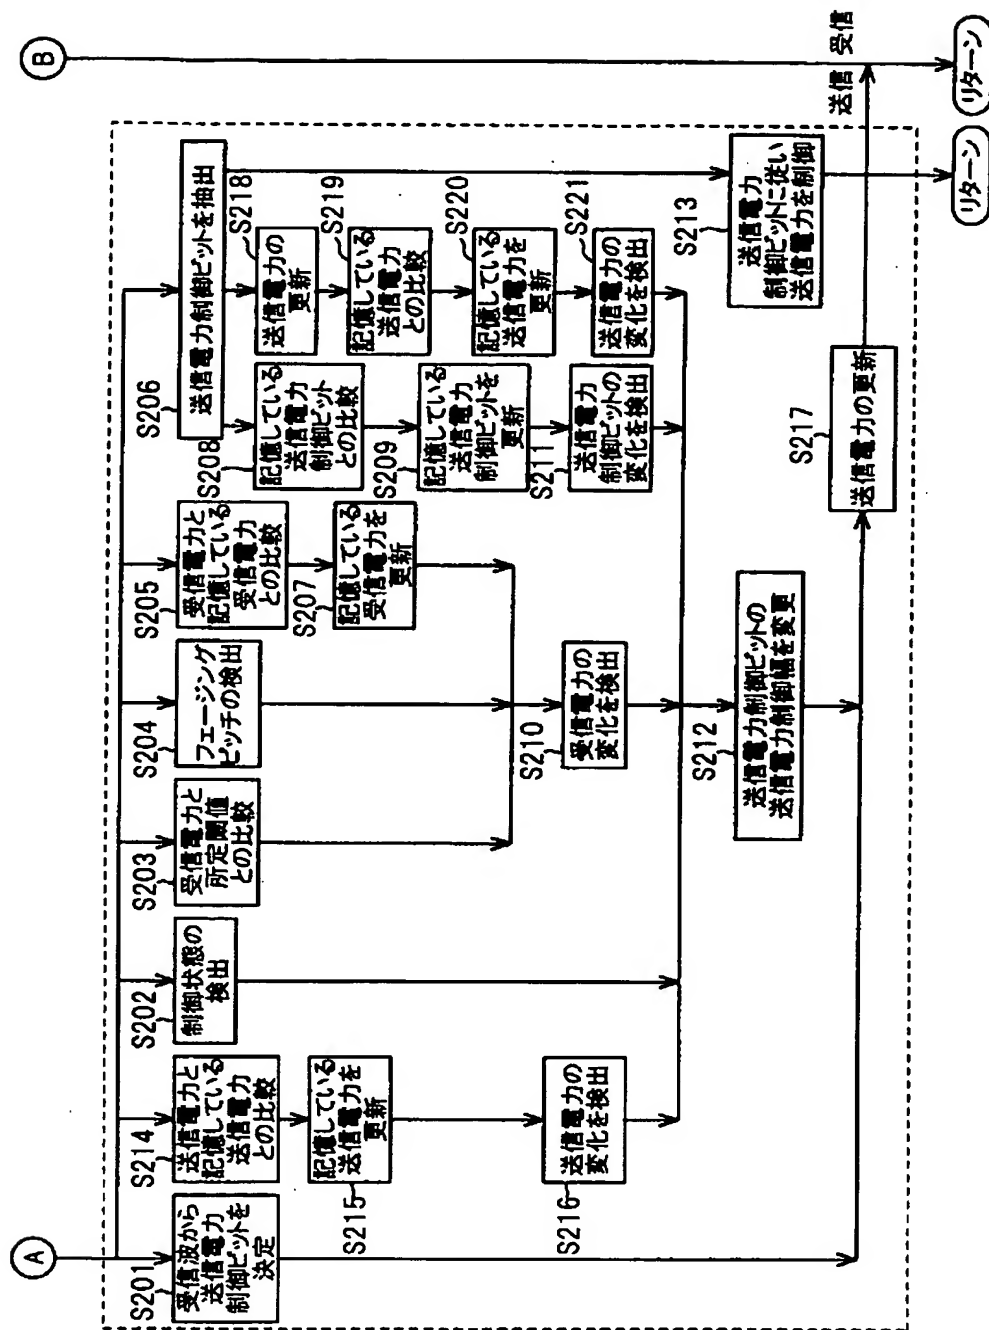 A
B
S201
受信波から
送信電力
制御ビットを
決定
S214
送信電力と
記憶している
送信電力
との比較
S215
記憶している
送信電力を
更新
S216
送信電力の
変化を検出
S202
制御状態の
検出
S203
受信電力と
所定閾値
との比較
S204
フェージング
ピッチの検出
S205
受信電力と
記憶している
受信電力
との比較
S207
記憶している
受信電力を
更新
S210
受信電力の
変化を検出
S206
送信電力制御ビットを抽出
S208
記憶している
送信電力
制御ビット
との比較
S209
記憶している
送信電力
制御ビットを
更新
S211
送信電力
制御ビットの
変化を検出
S218
送信電力の
更新
S219
記憶している
送信電力
との比較
S220
記憶している
送信電力を
更新
S221
送信電力の
変化を検出
S212
送信電力制御ビットの
送信電力制御幅を変更
S213
送信電力
制御ビットに従い
送信電力を制御
S217
送信電力の更新
送信
受信
リターン
リターン